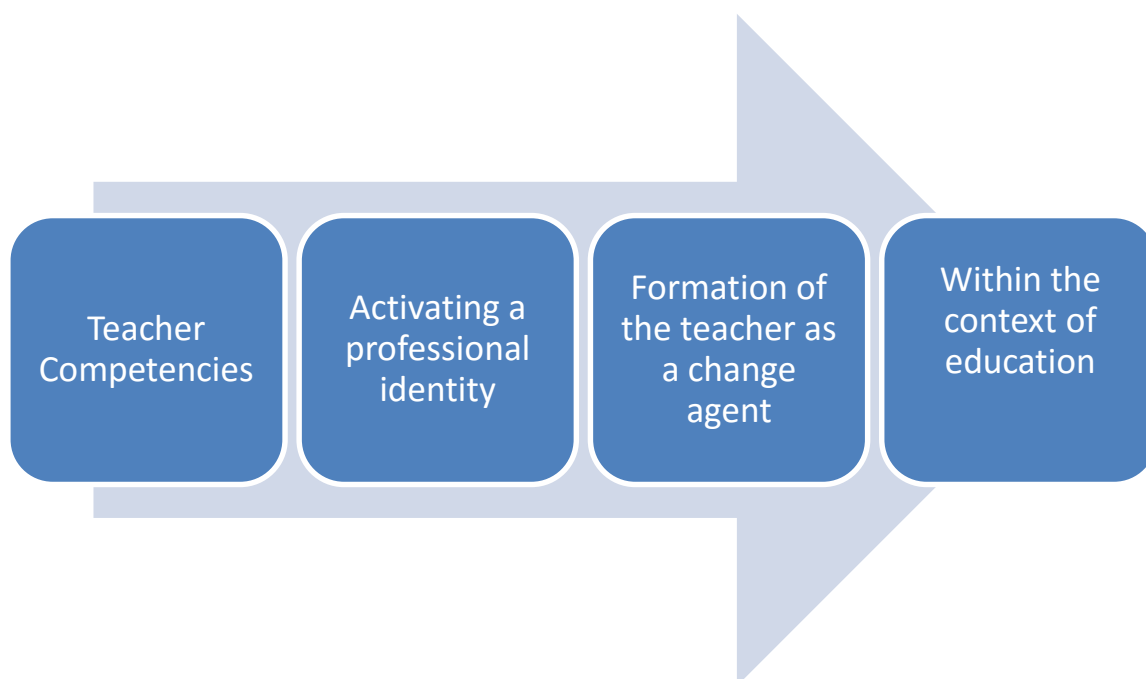 Teacher
Competencies
Activating a
professional
identity
Formation of
the teacher as
a change
agent
Within the
context of
education